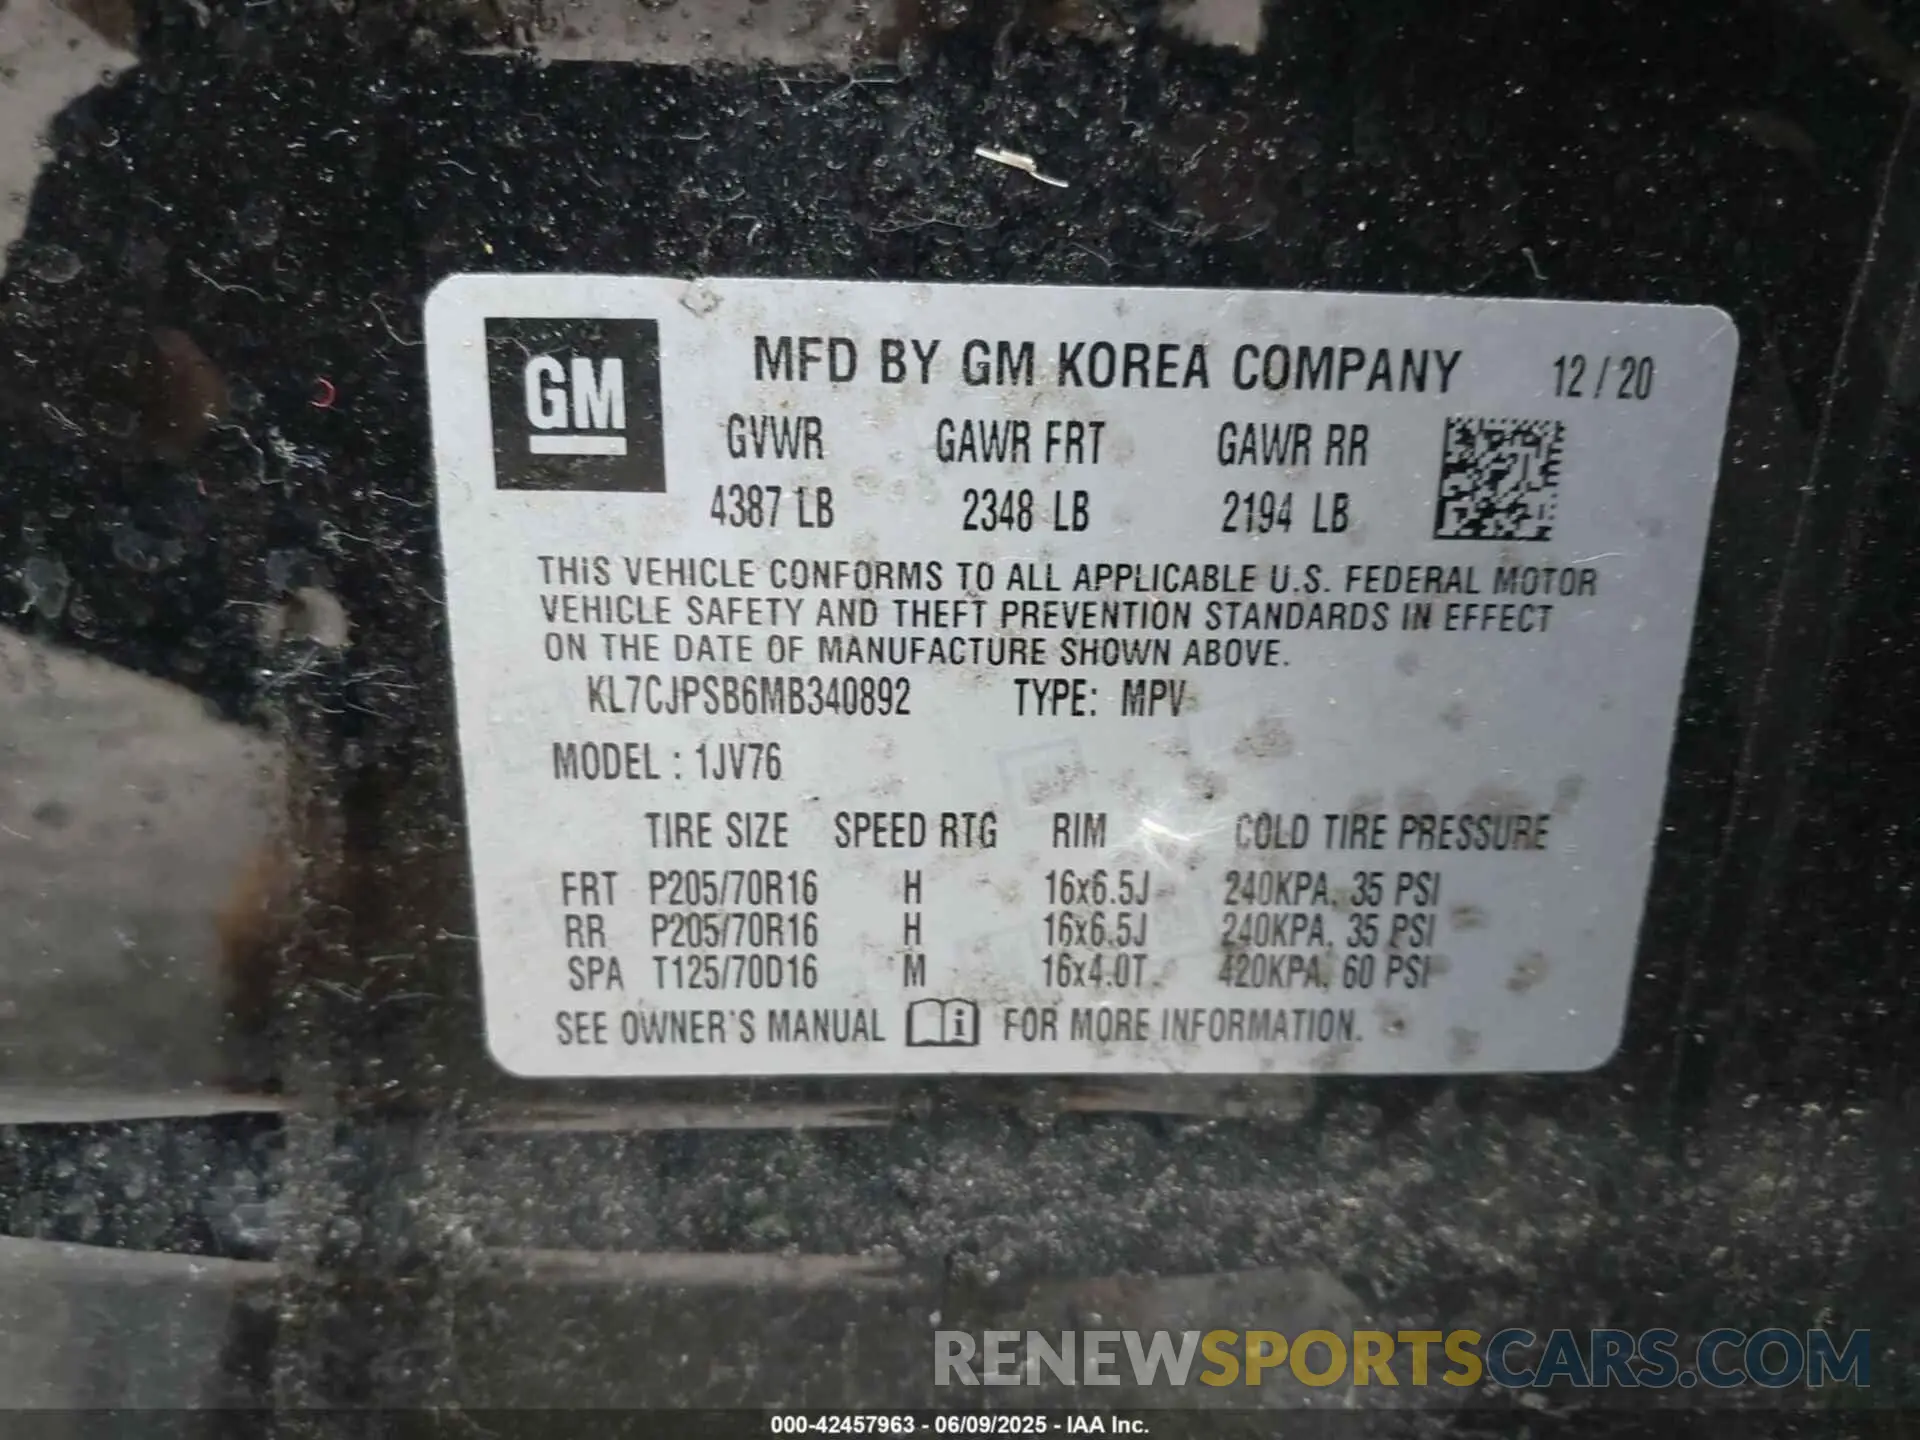 GM
MFD BY GM KOREA COMPANY 12 / 20
GVWR GAWR FRT GAWR RR
4387 LB 2348 LB 2194 LB
THIS VEHICLE CONFORMS TO ALL APPLICABLE U.S. FEDERAL MOTOR
VEHICLE SAFETY AND THEFT PREVENTION STANDARDS IN EFFECT
ON THE DATE OF MANUFACTURE SHOWN ABOVE.
KL7CJPSB6MB340892 TYPE: MPV
MODEL : 1JV76
TIRE SIZE SPEED RTG RIM COLD TIRE PRESSURE
FRT P205/70R16 H 16x6.5J 240KPA, 35 PSI
RR P205/70R16 H 16x6.5J 240KPA, 35 PSI
SPA T125/70D16 M 16x4.0T 420KPA, 60 PSI
SEE OWNER'S MANUAL i FOR MORE INFORMATION.
RENEWSPORTSCARS.COM
000-42457963 - 06/09/2025 - IAA Inc.